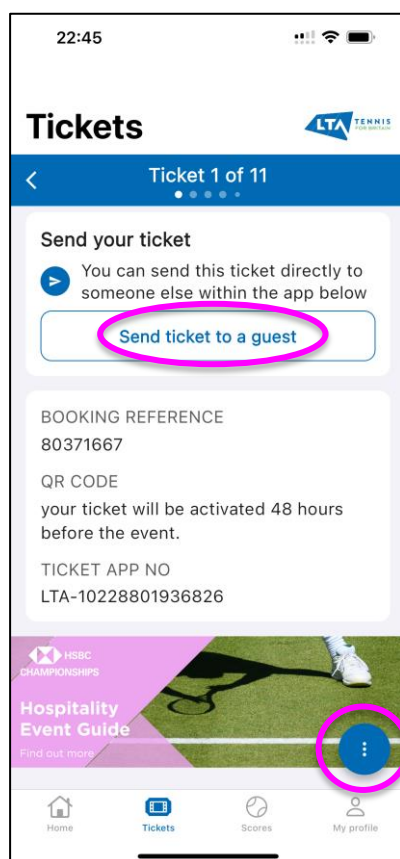 22:45
Tickets
LTA TENNIS
FOR BRITAIN
Ticket 1 of 11
Send your ticket
You can send this ticket directly to
someone else within the app below
Send ticket to a guest
BOOKING REFERENCE
80371667
QR CODE
your ticket will be activated 48 hours
before the event.
TICKET APP NO
LTA-10228801936826
HSBC
CHAMPIONSHIPS
Hospitality
Event Guide
Find out more
Home
Tickets
Scores
My profile